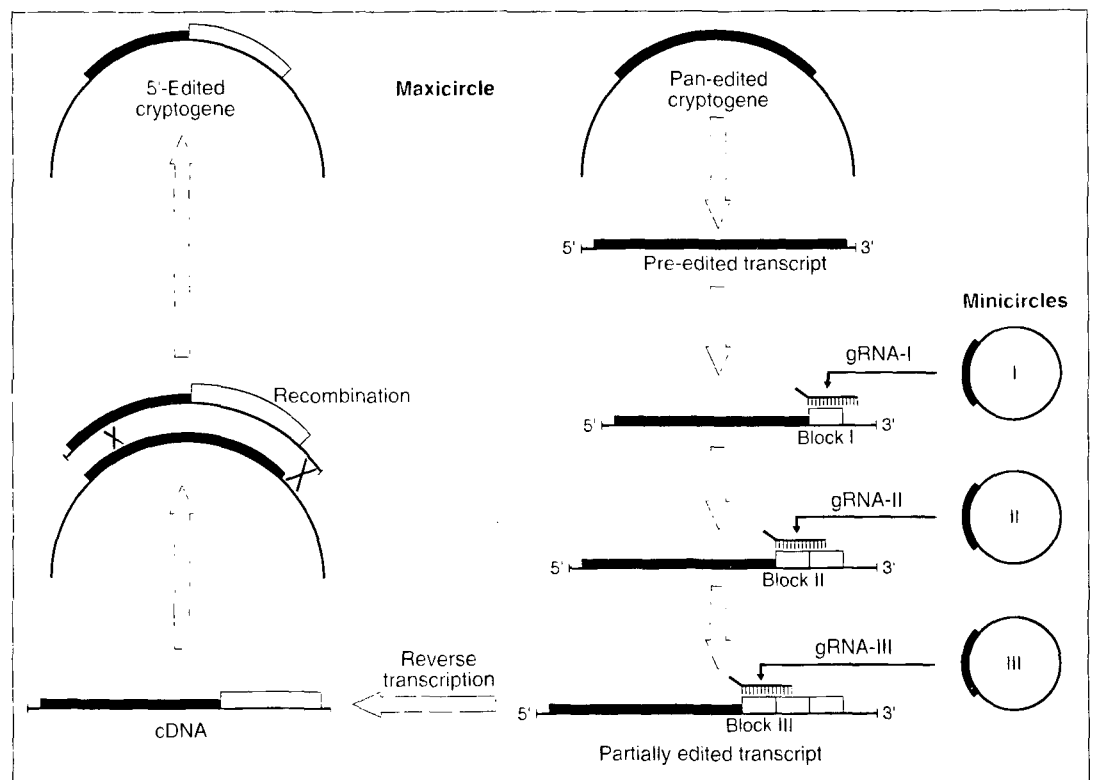 5'-Edited
cryptogene
Maxicircle
Pan-edited
cryptogene
5'
3'
Pre-edited transcript
Minicircles
gRNA-I
I
5'
3'
Block I
Recombination
gRNA-II
II
5'
3'
Block II
gRNA-III
III
Reverse
transcription
5'
3'
Block III
cDNA
Partially edited transcript